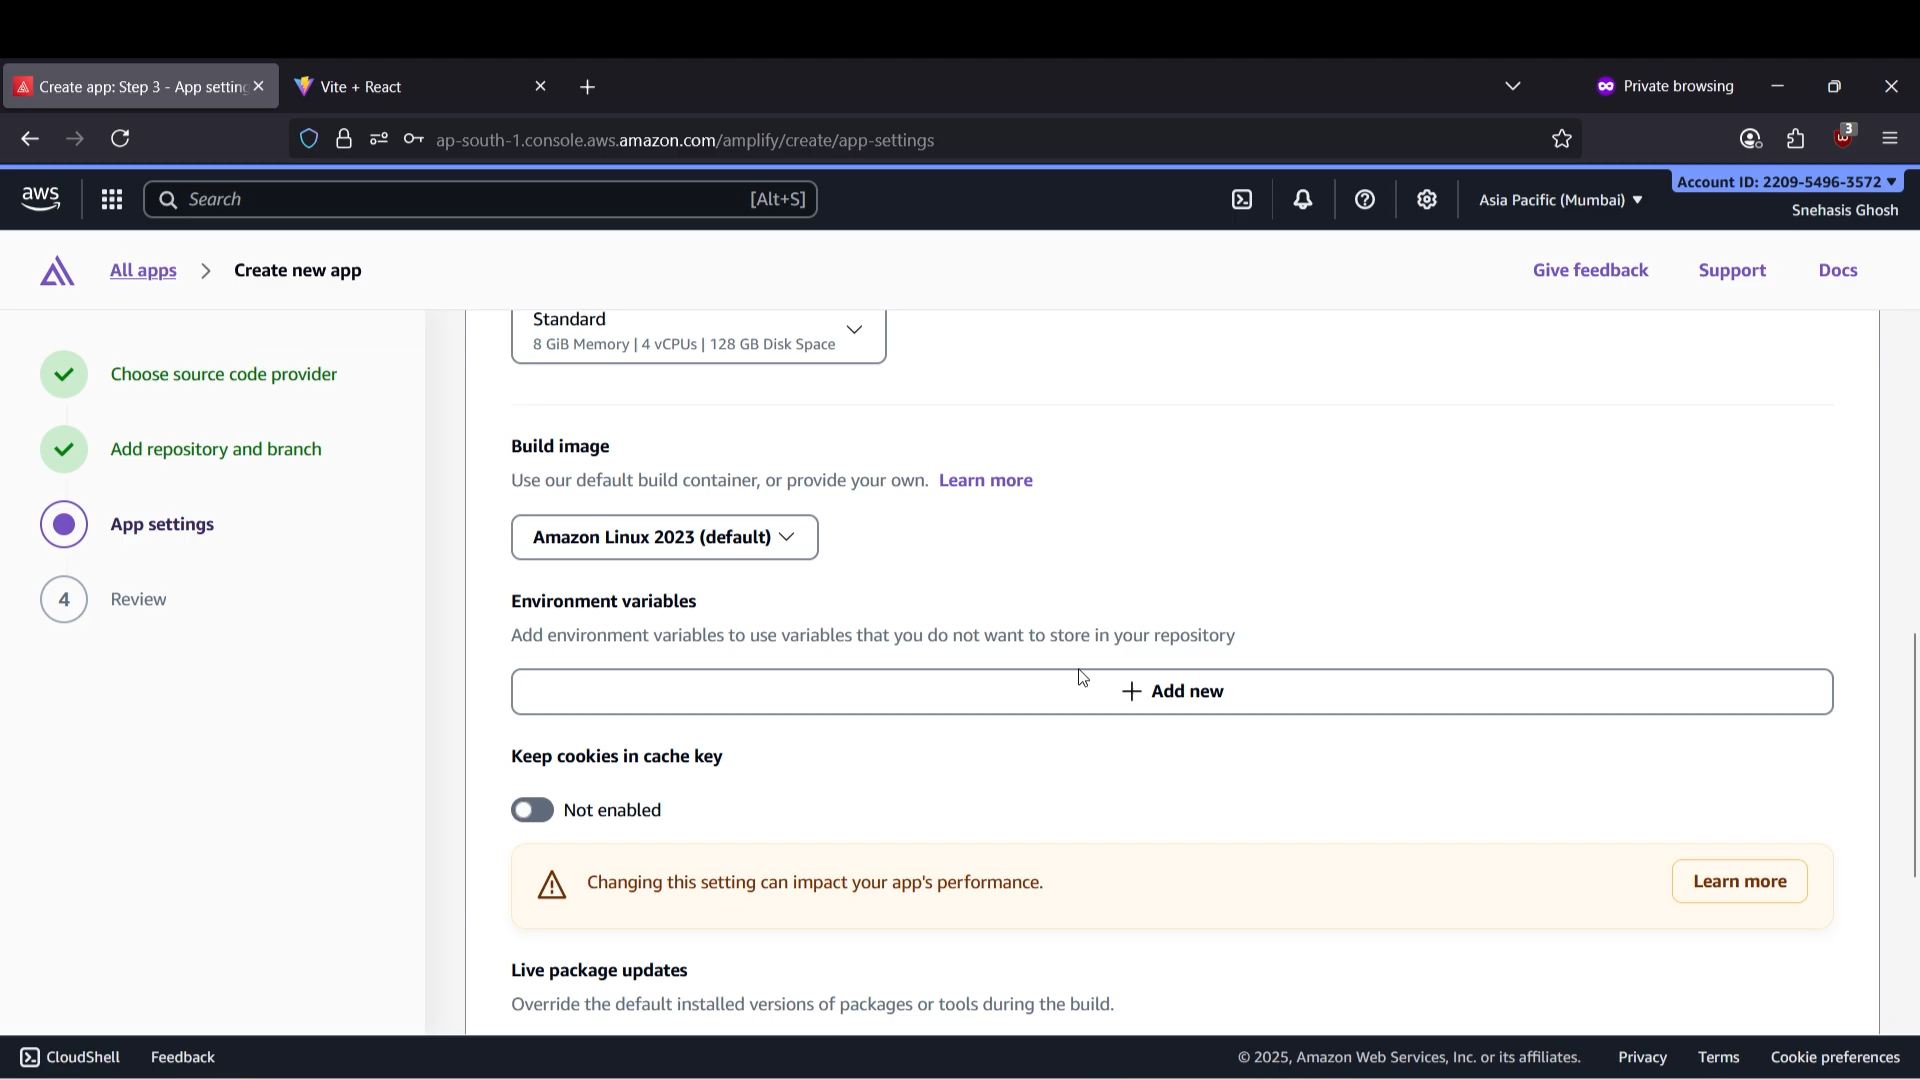 Create app: Step 3 - App setting
Vite + React
Private browsing
ap-south-1.console.aws.amazon.com/amplify/create/app-settings
3
aws
Search
[Alt+S]
Asia Pacific (Mumbai)
Account ID: 2209-5496-3572
Snehasis Ghosh
All apps
Create new app
Give feedback
Support
Docs
Choose source code provider
Add repository and branch
App settings
4
Review
Standard
8 GiB Memory | 4 vCPUs | 128 GB Disk Space
Build image
Use our default build container, or provide your own. Learn more
Amazon Linux 2023 (default)
Environment variables
Add environment variables to use variables that you do not want to store in your repository
Add new
Keep cookies in cache key
Not enabled
Changing this setting can impact your app's performance.
Learn more
Live package updates
Override the default installed versions of packages or tools during the build.
CloudShell
Feedback
© 2025, Amazon Web Services, Inc. or its affiliates.
Privacy
Terms
Cookie preferences